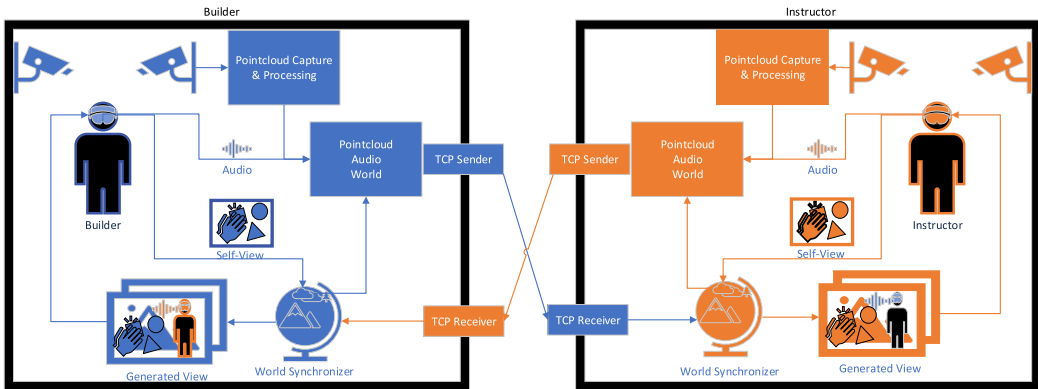 Builder
Instructor
Pointcloud Capture
& Processing
Pointcloud Capture
& Processing
Pointcloud
Audio
World
TCP Sender
TCP Sender
Pointcloud
Audio
World
Audio
Audio
Builder
Instructor
Self-View
Self-View
TCP Receiver
TCP Receiver
Generated View
World Synchronizer
World Synchronizer
Generated View